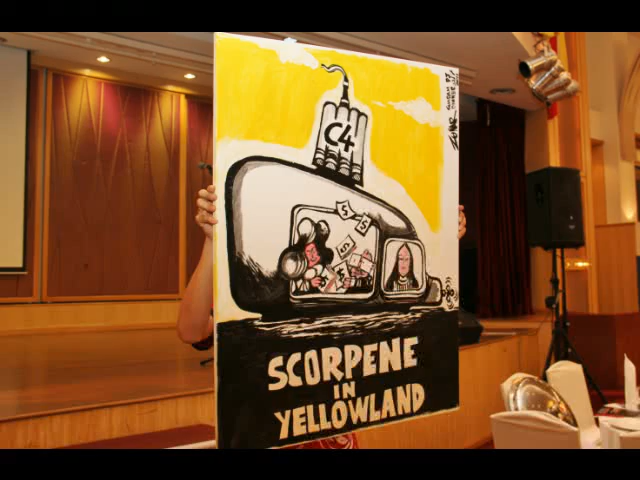 C4
$
$
$
SCORPENE
IN
YELLOWLAND